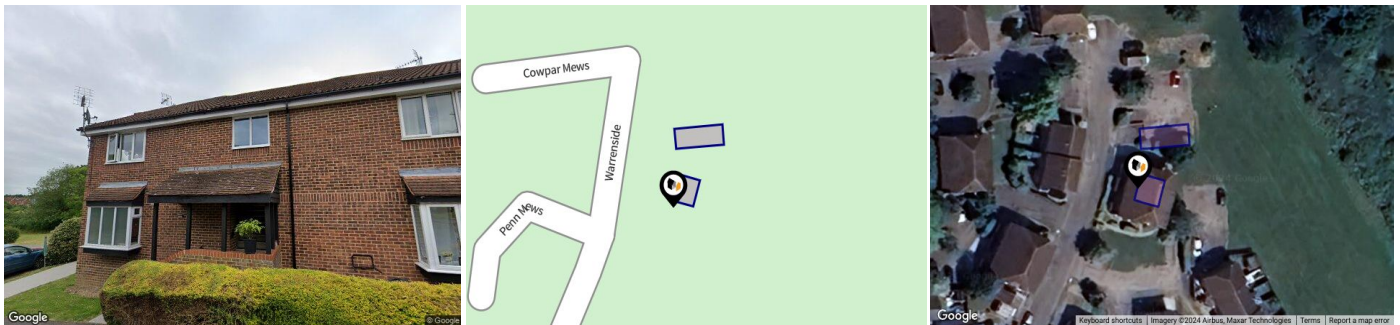 Google
© Google
Cowpar Mews
Warrenside
Penn Mews
Google
Keyboard shortcuts
Imagery ©2024 Airbus, Maxar Technologies
Terms
Report a map error